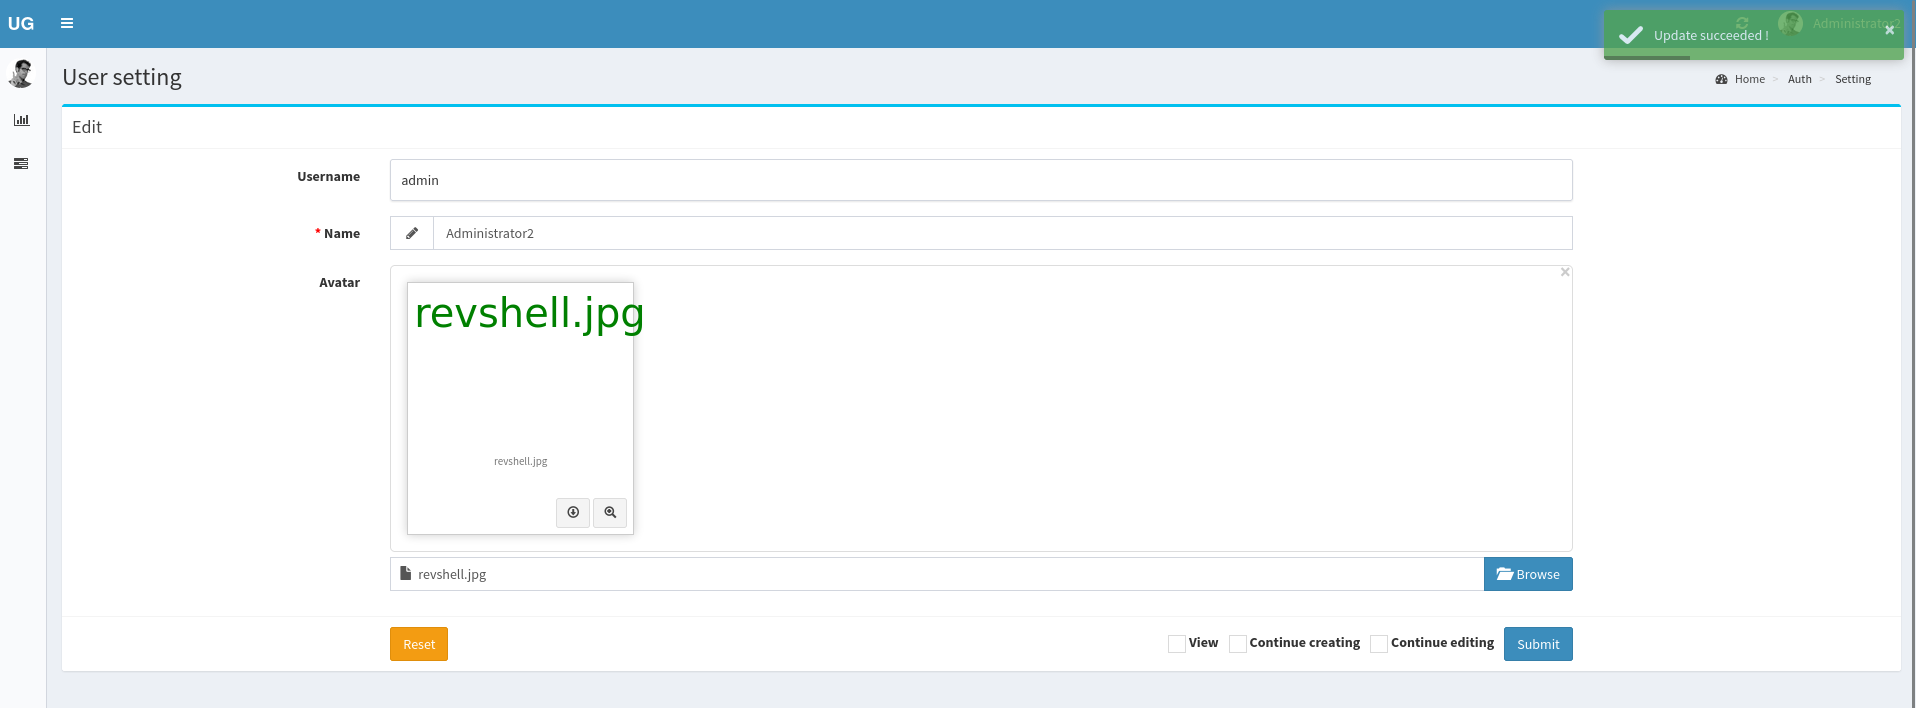 UG
Administrator2
Update succeeded !
User setting
Home > Auth > Setting
Edit
Username
admin
* Name
Administrator2
Avatar
revshell.jpg
revshell.jpg
revshell.jpg
Browse
Reset
View
Continue creating
Continue editing
Submit